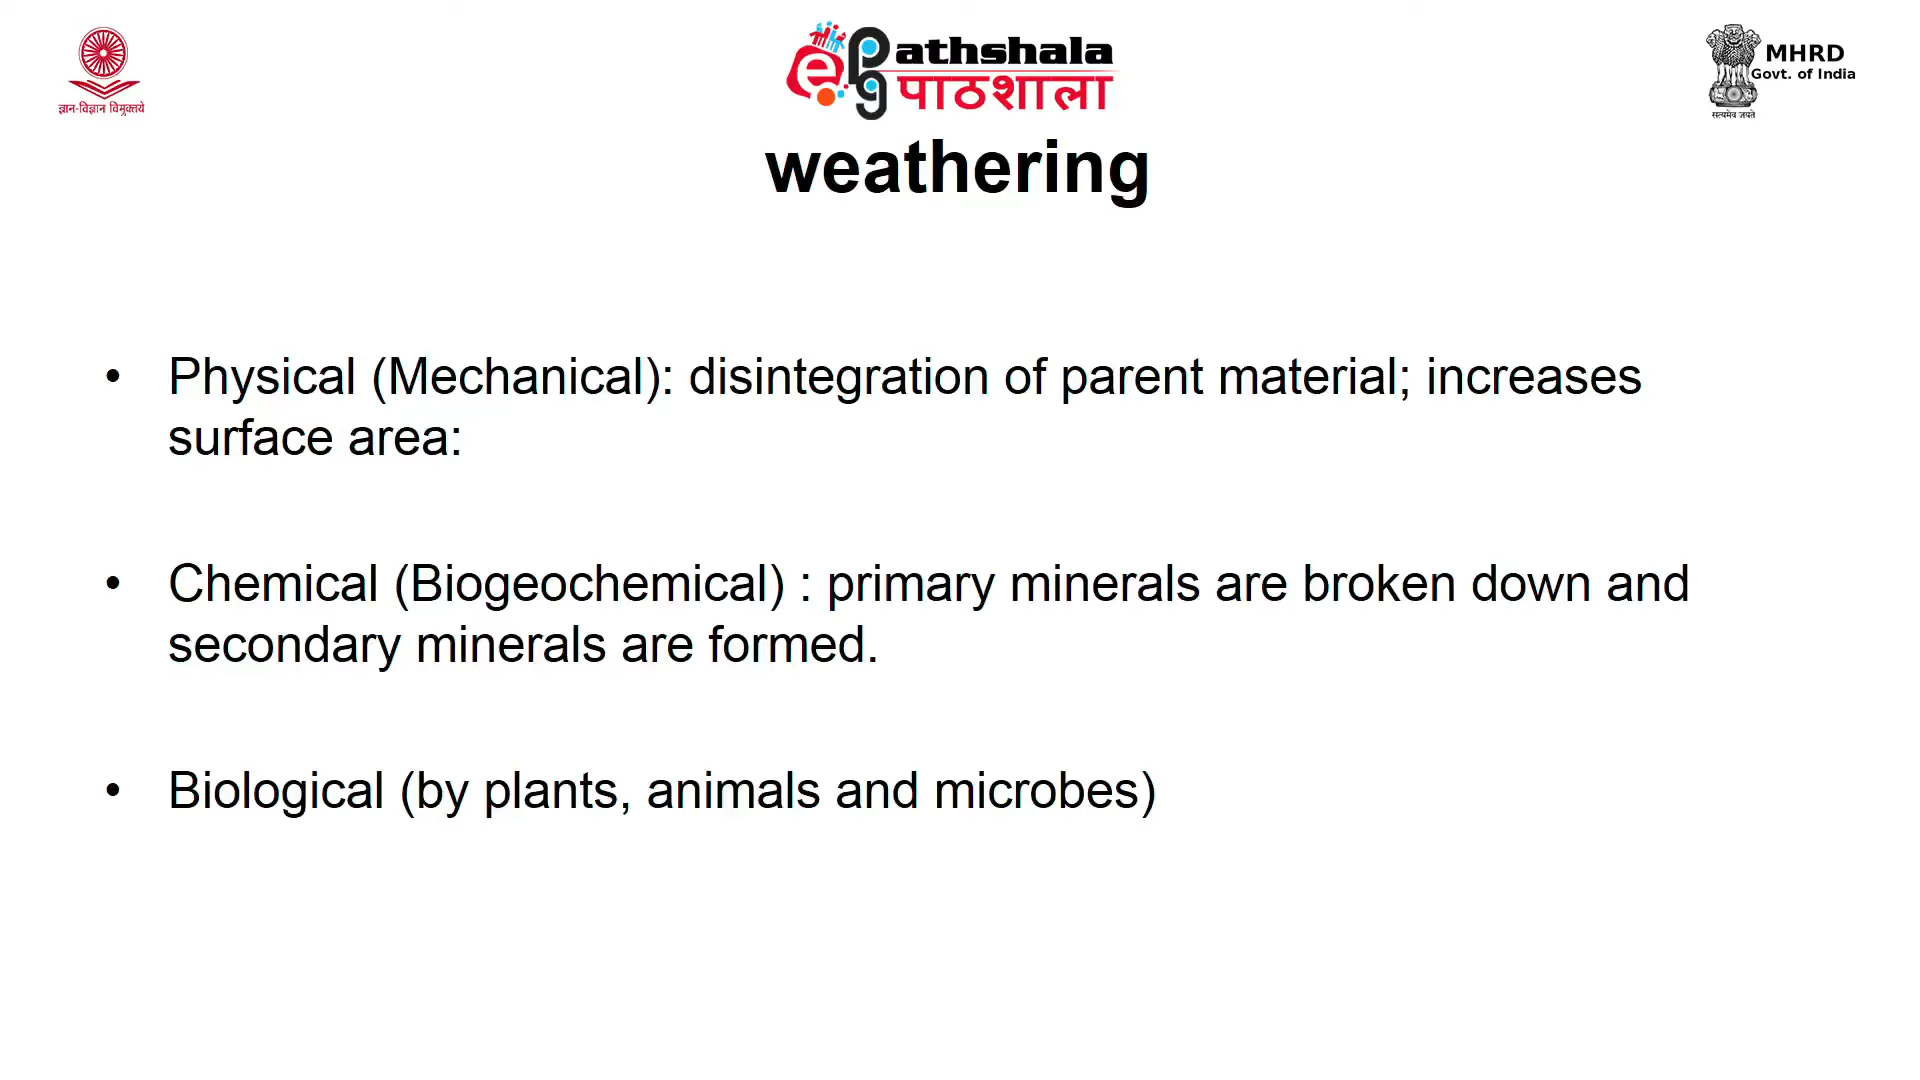 ज्ञान-विज्ञान विमुक्तये
ePGathshala
पाठशाला
MHRD
Govt. of India
सत्यमेव जयते
weathering
• Physical (Mechanical): disintegration of parent material; increases
surface area:
• Chemical (Biogeochemical) : primary minerals are broken down and
secondary minerals are formed.
• Biological (by plants, animals and microbes)